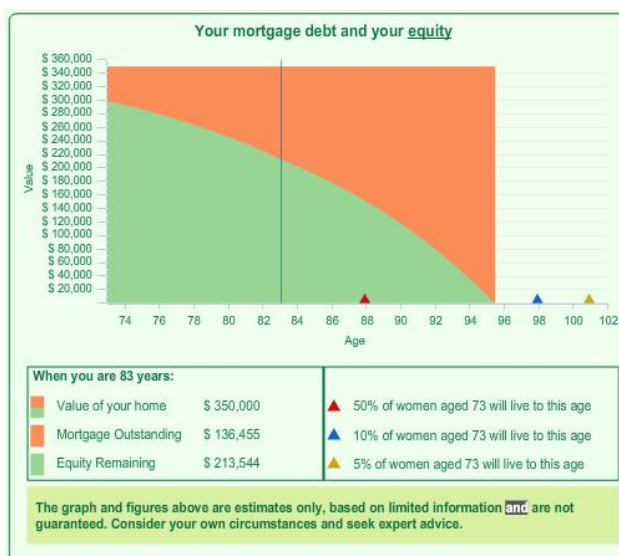 Your mortgage debt and your equity
$ 360,000
$ 340,000
$ 320,000
$ 300,000
$ 280,000
$ 260,000
$ 240,000
$ 220,000
$ 200,000
$ 180,000
$ 160,000
$ 140,000
$ 120,000
$ 100,000
$ 80,000
$ 60,000
$ 40,000
$ 20,000
Value
74 76 78 80 82 84 86 88 90 92 94 96 98 100 102
Age
When you are 83 years:
Value of your home $ 350,000
Mortgage Outstanding $ 136,455
Equity Remaining $ 213,544
50% of women aged 73 will live to this age
10% of women aged 73 will live to this age
5% of women aged 73 will live to this age
The graph and figures above are estimates only, based on limited information and are not
guaranteed. Consider your own circumstances and seek expert advice.